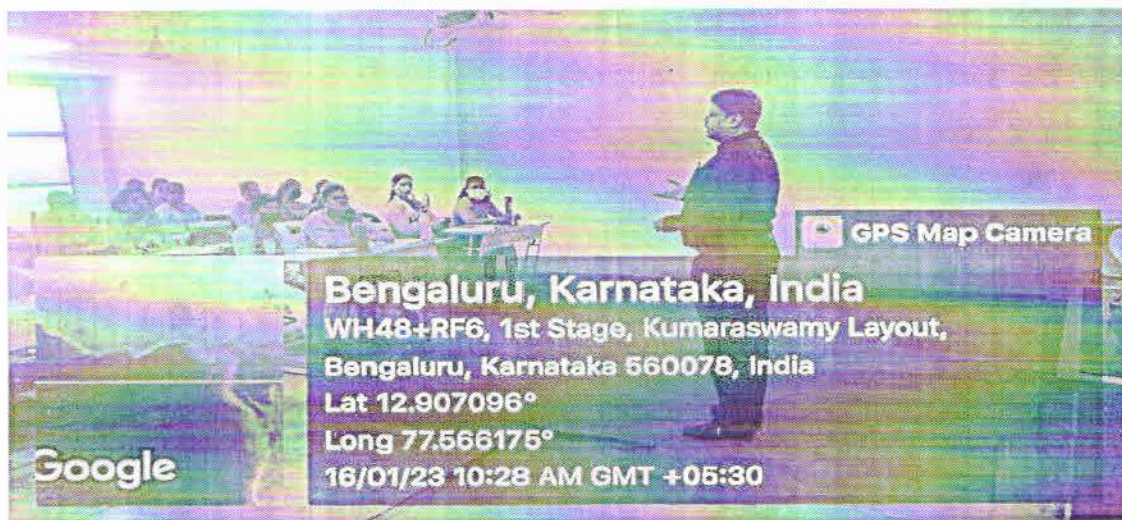 GPS Map Camera
Bengaluru, Karnataka, India
WH48+RF6, 1st Stage, Kumaraswamy Layout,
Bengaluru, Karnataka 560078, India
Lat 12.907096°
Long 77.566175°
16/01/23 10:28 AM GMT +05:30
Google